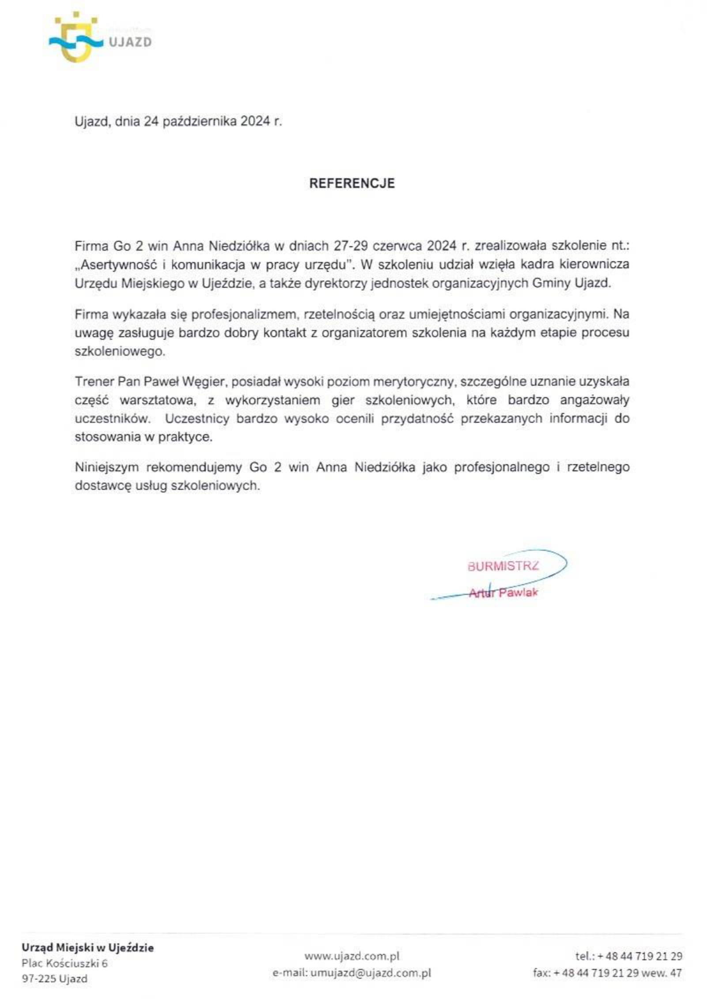 UJAZD
Ujazd, dnia 24 października 2024 r.
REFERENCJE
Firma Go 2 win Anna Niedziółka w dniach 27-29 czerwca 2024 r. zrealizowała szkolenie nt.:
„Asertywność i komunikacja w pracy urzędu”. W szkoleniu udział wzięła kadra kierownicza
Urzędu Miejskiego w Ujeździe, a także dyrektorzy jednostek organizacyjnych Gminy Ujazd.
Firma wykazała się profesjonalizmem, rzetelnością oraz umiejętnościami organizacyjnymi. Na
uwagę zasługuje bardzo dobry kontakt z organizatorem szkolenia na każdym etapie procesu
szkoleniowego.
Trener Pan Paweł Węgier, posiadał wysoki poziom merytoryczny, szczególne uznanie uzyskała
część warsztatowa, z wykorzystaniem gier szkoleniowych, które bardzo angażowały
uczestników. Uczestnicy bardzo wysoko ocenili przydatność przekazanych informacji do
stosowania w praktyce.
Niniejszym rekomendujemy Go 2 win Anna Niedziółka jako profesjonalnego i rzetelnego
dostawcę usług szkoleniowych.
BURMISTRZ
Artur Pawlak
Urząd Miejski w Ujeździe
Plac Kościuszki 6
97-225 Ujazd
www.ujazd.com.pl
e-mail: umujazd@ujazd.com.pl
tel.: + 48 44 719 21 29
fax: + 48 44 719 21 29 wew. 47